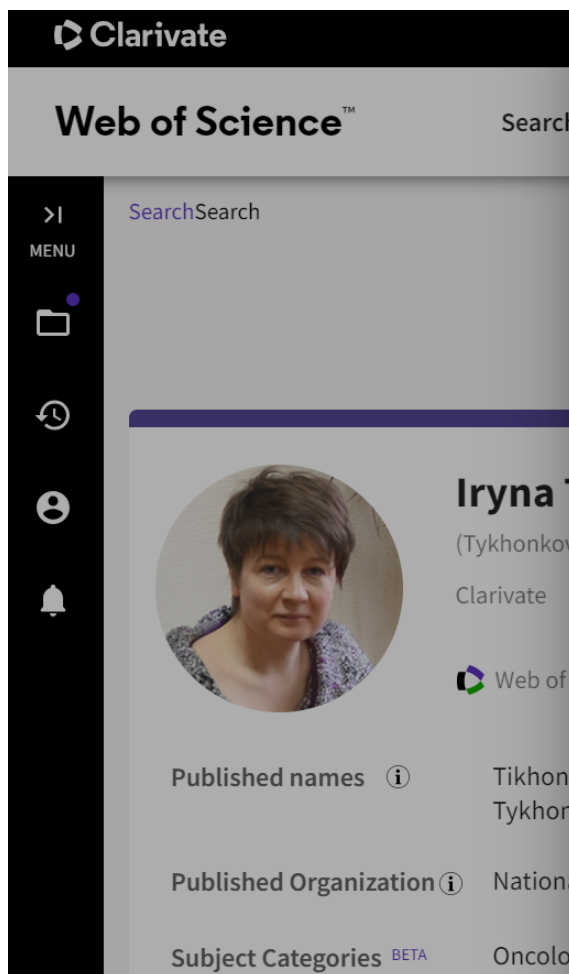 Clarivate
Web of Science™
Search
MENU
SearchSearch
Iryna
(Tykhonkov
Clarivate
Web of
Published names
Tikhon
Tykhon
Published Organization
Nationa
Subject Categories BETA
Oncolo